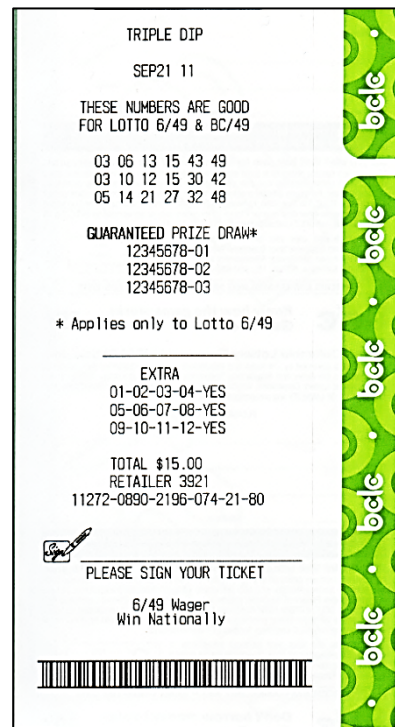 TRIPLE DIP
SEP21 11
THESE NUMBERS ARE GOOD
FOR LOTTO 6/49 & BC/49
03 06 13 15 43 49
03 10 12 15 30 42
05 14 21 27 32 48
GUARANTEED PRIZE DRAW*
12345678-01
12345678-02
12345678-03
* Applies only to Lotto 6/49
EXTRA
01-02-03-04-YES
05-06-07-08-YES
09-10-11-12-YES
TOTAL $15.00
RETAILER 3921
11272-0890-2196-074-21-80
Sign
PLEASE SIGN YOUR TICKET
6/49 Wager
Win Nationally
bclc
bclc
bclc
bclc
bclc